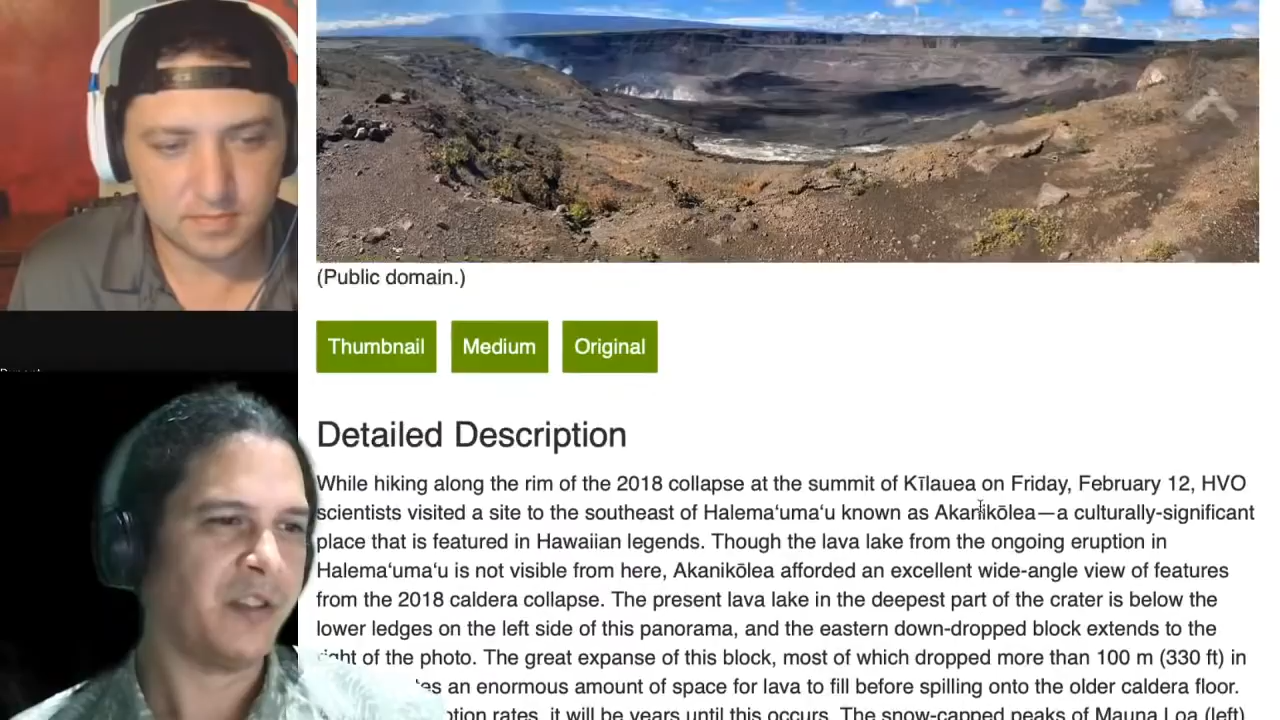 (Public domain.)
Thumbnail
Medium
Original
Detailed Description
While hiking along the rim of the 2018 collapse at the summit of Kīlauea on Friday, February 12, HVO
scientists visited a site to the southeast of Halema‘uma‘u known as Akanikōlea—a culturally-significant
place that is featured in Hawaiian legends. Though the lava lake from the ongoing eruption in
Halema‘uma‘u is not visible from here, Akanikōlea afforded an excellent wide-angle view of features
from the 2018 caldera collapse. The present lava lake in the deepest part of the crater is below the
lower ledges on the left side of this panorama, and the eastern down-dropped block extends to the
right of the photo. The great expanse of this block, most of which dropped more than 100 m (330 ft) in
an enormous amount of space for lava to fill before spilling onto the older caldera floor.
rates, it will be years until this occurs. The snow-capped peaks of Mauna Loa (left)